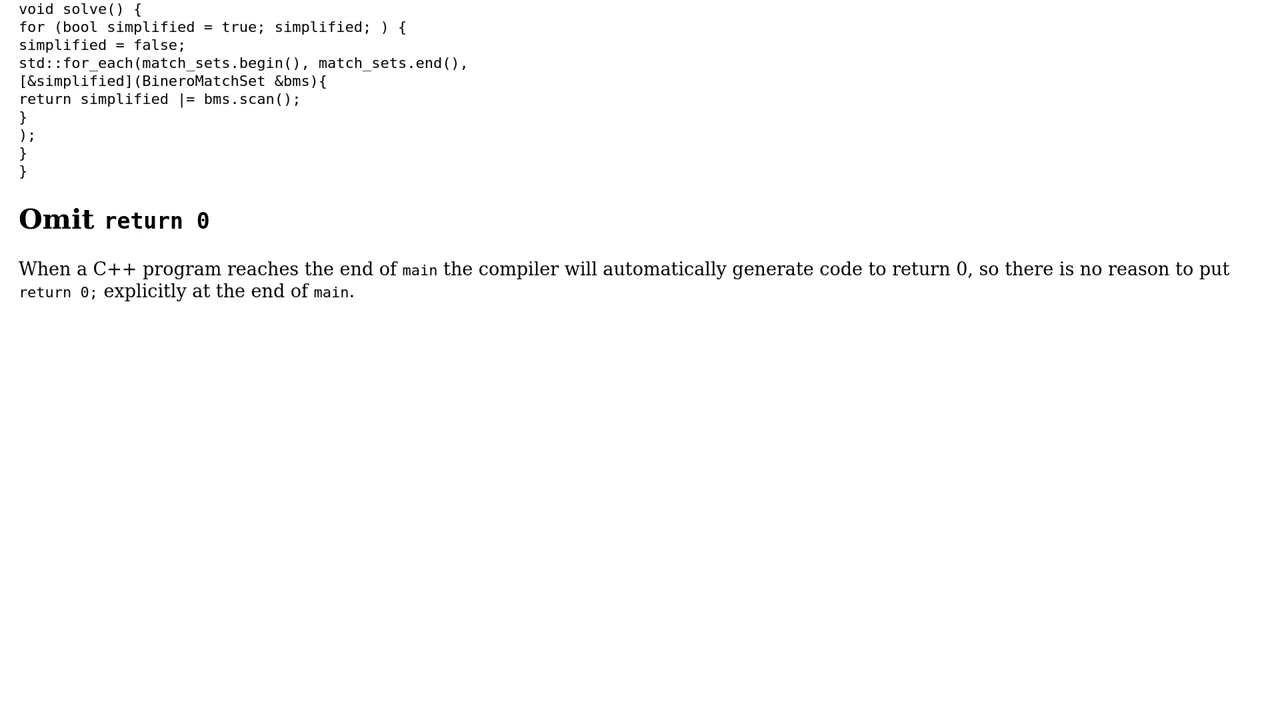 void solve() {
for (bool simplified = true; simplified; ) {
simplified = false;
std::for_each(match_sets.begin(), match_sets.end(),
[&simplified](BineroMatchSet &bms){
return simplified |= bms.scan();
}
);
}
}
Omit return 0
When a C++ program reaches the end of main the compiler will automatically generate code to return 0, so there is no reason to put
return 0; explicitly at the end of main.